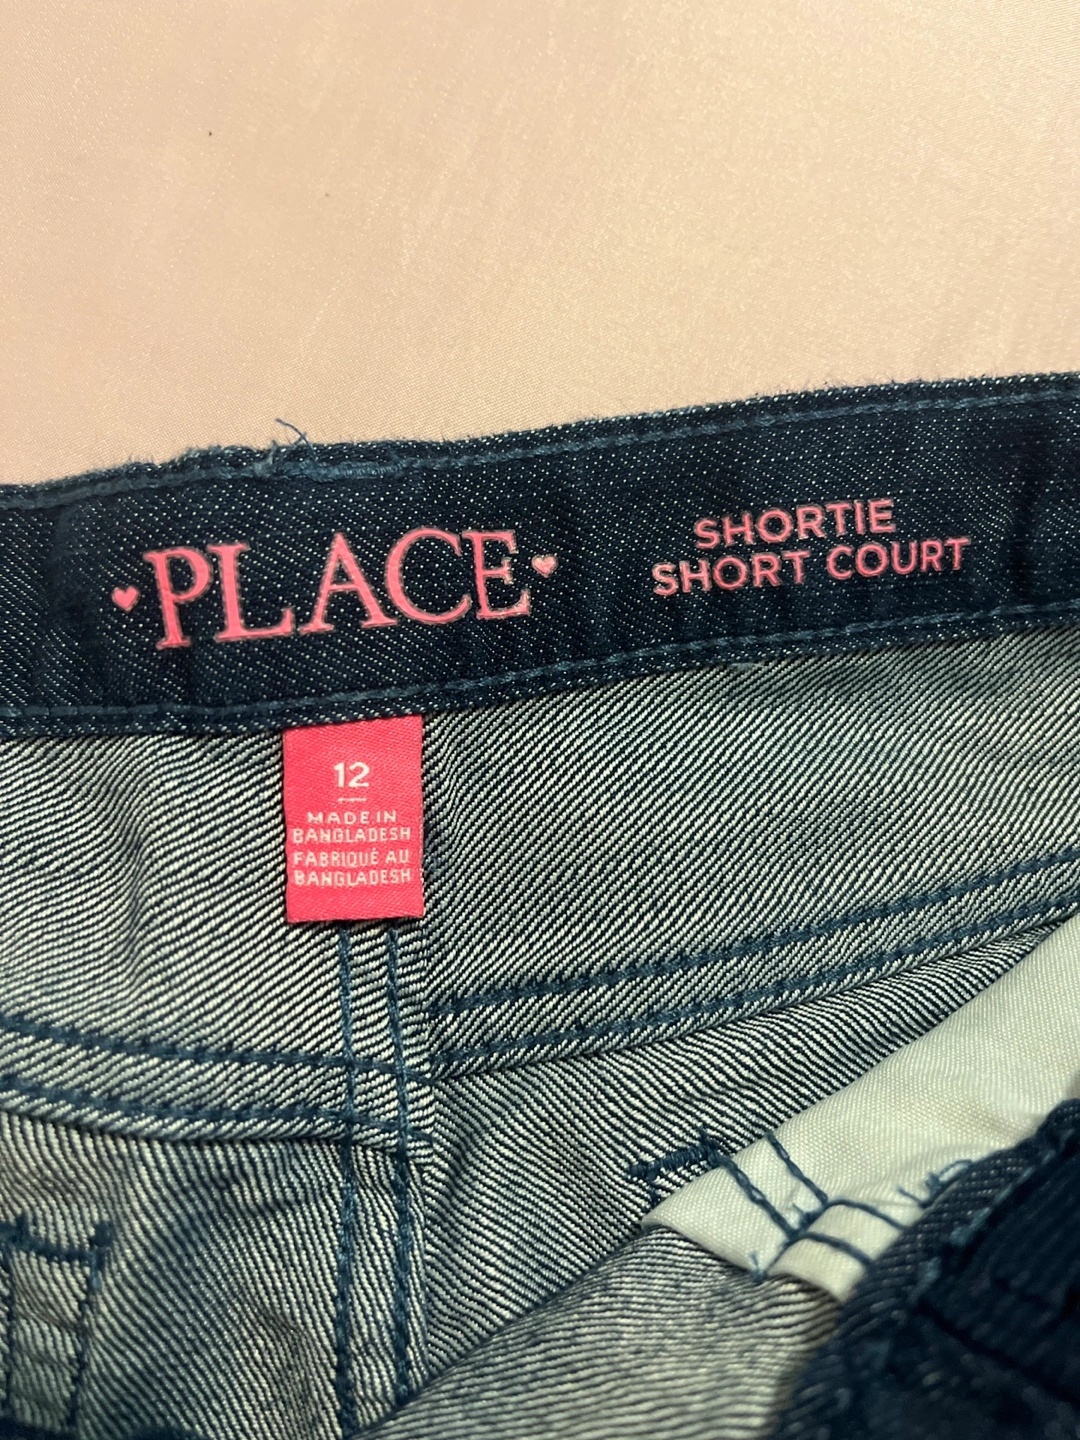 PLACE
SHORTIE
SHORT COURT
12
MADE IN
BANGLADESH
FABRIQUÉ AU
BANGLADESH